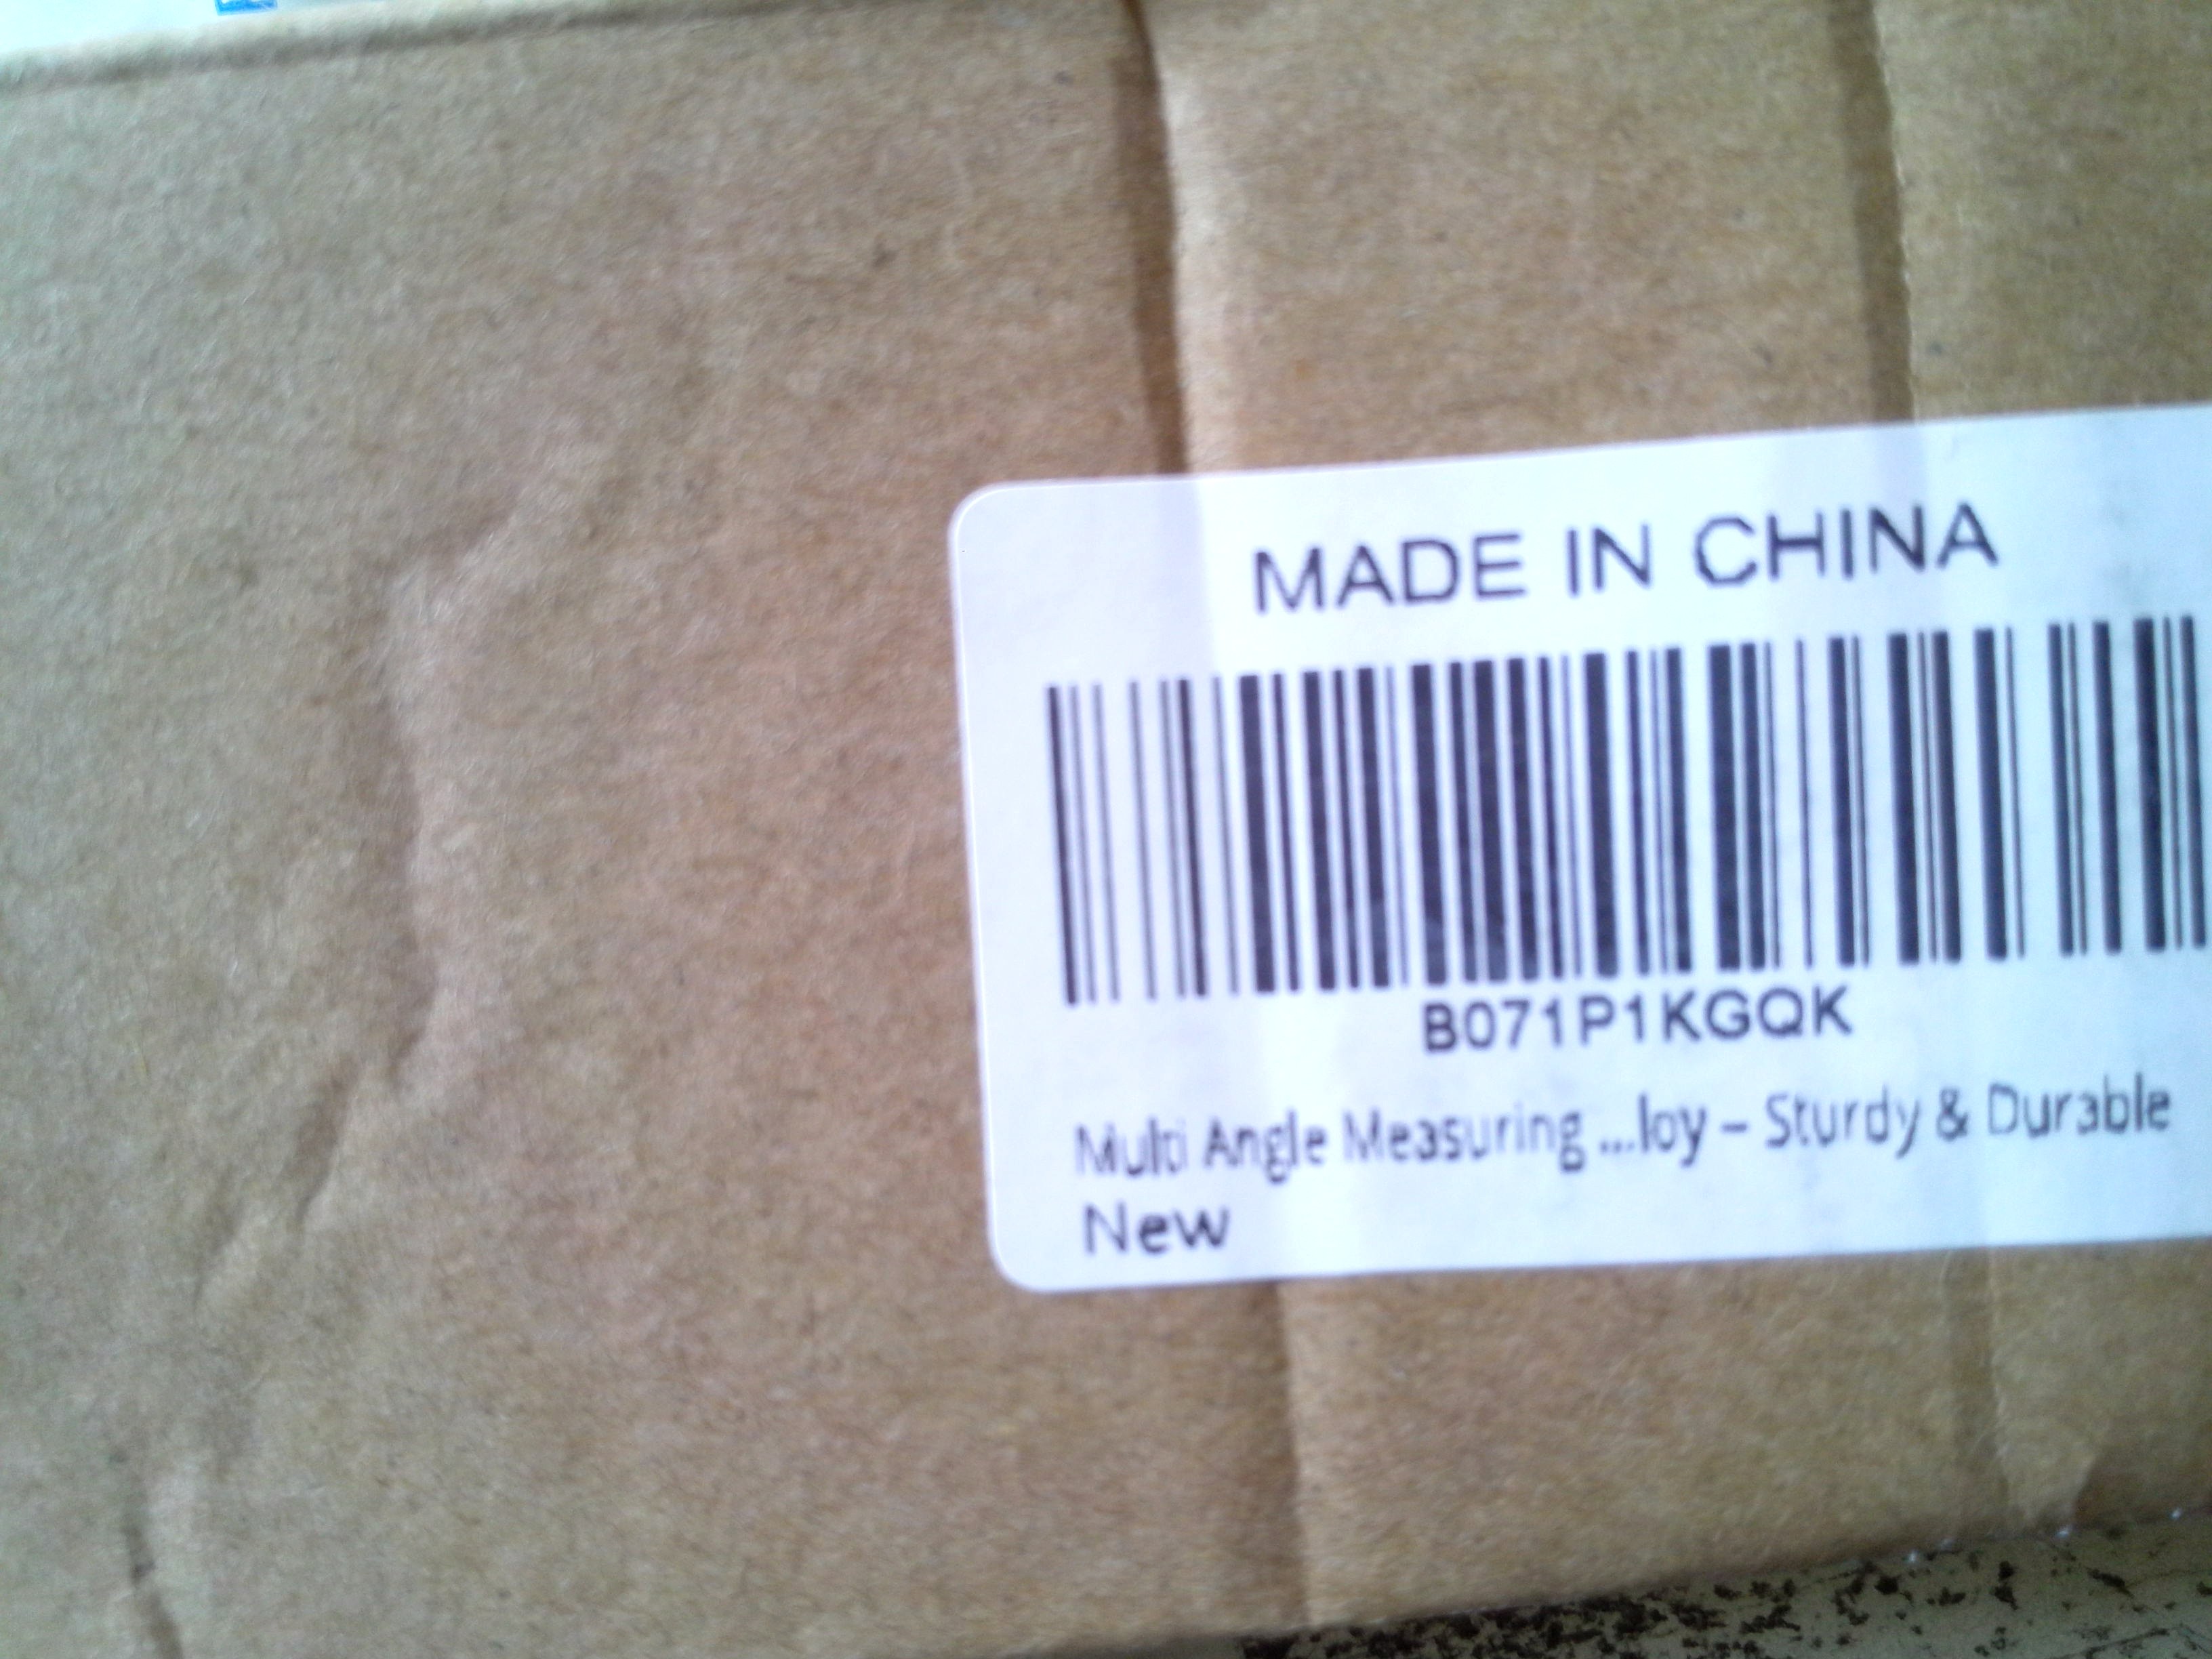 MADE IN CHINA
B071P1KGQK
Multi Angle Measuring ...loy – Sturdy & Durable
New